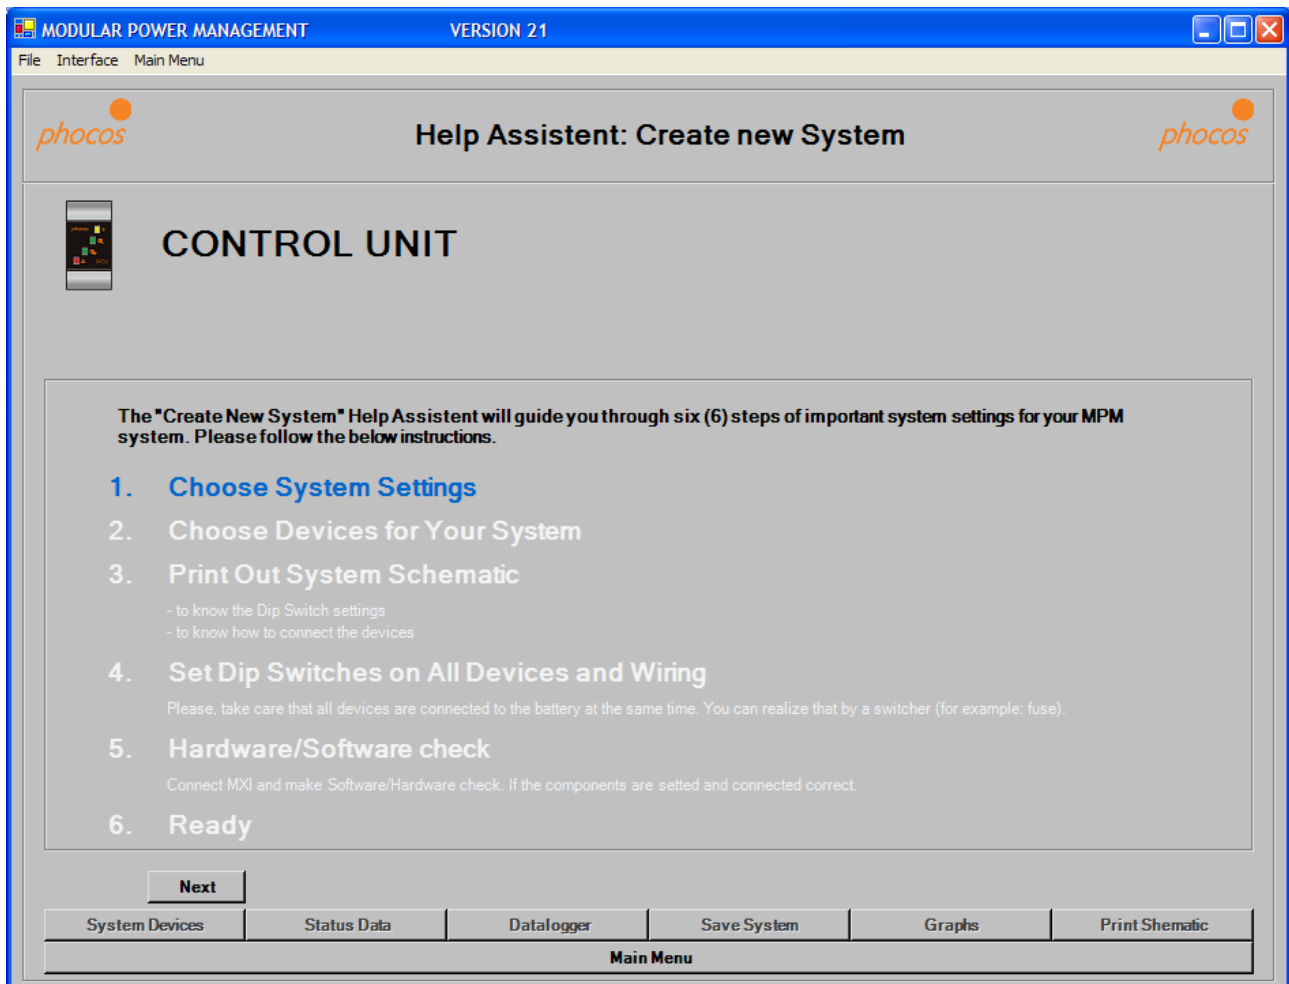 MODULAR POWER MANAGEMENT VERSION 21
File Interface Main Menu
phocos Help Assistent: Create new System phocos
CONTROL UNIT
The "Create New System" Help Assistent will guide you through six (6) steps of important system settings for your MPM
system. Please follow the below instructions.
1. Choose System Settings
2. Choose Devices for Your System
3. Print Out System Schematic
- to know the Dip Switch settings
- to know how to connect the devices
4. Set Dip Switches on All Devices and Wiring
Please, take care that all devices are connected to the battery at the same time. You can realize that by a switcher (for example: fuse).
5. Hardware/Software check
Connect MXI and make Software/Hardware check. If the components are setted and connected correct.
6. Ready
Next
System Devices Status Data Datalogger Save System Graphs Print Shematic
Main Menu